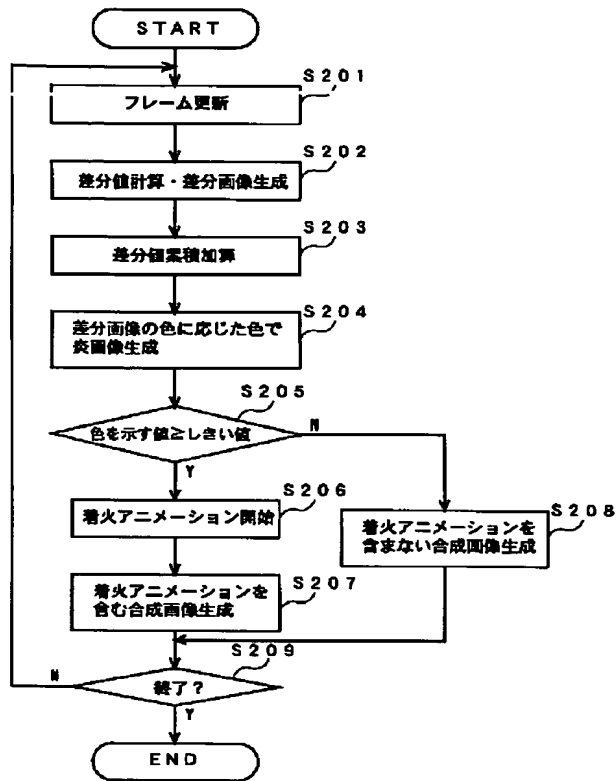 START
S201
フレーム更新
S202
差分値計算・差分画像生成
S203
差分値累積加算
S204
差分画像の色に応じた色で
炎画像生成
S205
色を示す値≧しきい値
N
Y
S206
着火アニメーション開始
S208
着火アニメーションを
含まない合成画像生成
S207
着火アニメーションを
含む合成画像生成
S209
N
終了?
Y
END